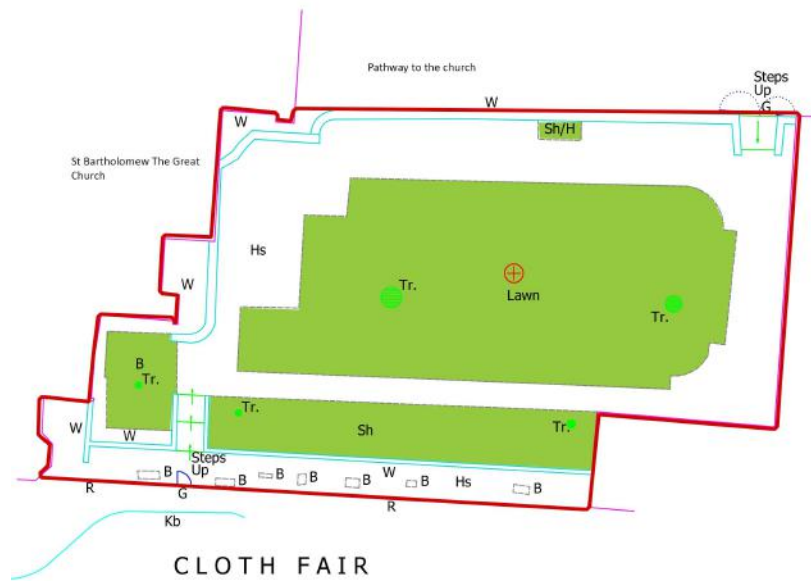 Pathway to the church
Steps
Up
G
W
W
Sh/H
St Bartholomew The Great
Church
Hs
W
Tr.
Lawn
Tr.
B
Tr.
Tr.
Tr.
W
W
Sh
Steps
Up
W
B
B
B
B
B
B
Hs
B
R
G
R
Kb
CLOTH FAIR